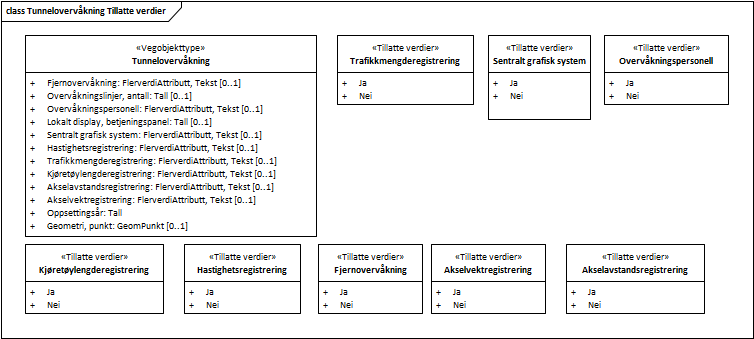 class Tunnelovervåkning Tillatte verdier
«Vegobjekttype»
Tunnelovervåkning
+ Fjernovervåkning: FlerverdiAttributt, Tekst [0..1]
+ Overvåkningslinjer, antall: Tall [0..1]
+ Overvåkningspersonell: FlerverdiAttributt, Tekst [0..1]
+ Lokalt display, betjeningspanel: Tall [0..1]
+ Sentralt grafisk system: FlerverdiAttributt, Tekst [0..1]
+ Hastighetsregistrering: FlerverdiAttributt, Tekst [0..1]
+ Trafikkmengderegistrering: FlerverdiAttributt, Tekst [0..1]
+ Kjøretøylengderegistrering: FlerverdiAttributt, Tekst [0..1]
+ Akselavstandsregistrering: FlerverdiAttributt, Tekst [0..1]
+ Akselvektregistrering: FlerverdiAttributt, Tekst [0..1]
+ Oppsettingsår: Tall
+ Geometri, punkt: GeomPunkt [0..1]
«Tillatte verdier»
Trafikkmengderegistrering
+ Ja
+ Nei
«Tillatte verdier»
Sentralt grafisk system
+ Ja
+ Nei
«Tillatte verdier»
Overvåkningspersonell
+ Ja
+ Nei
«Tillatte verdier»
Kjøretøylengderegistrering
+ Ja
+ Nei
«Tillatte verdier»
Hastighetsregistrering
+ Ja
+ Nei
«Tillatte verdier»
Fjernovervåkning
+ Ja
+ Nei
«Tillatte verdier»
Akselvektregistrering
+ Ja
+ Nei
«Tillatte verdier»
Akselavstandsregistrering
+ Ja
+ Nei